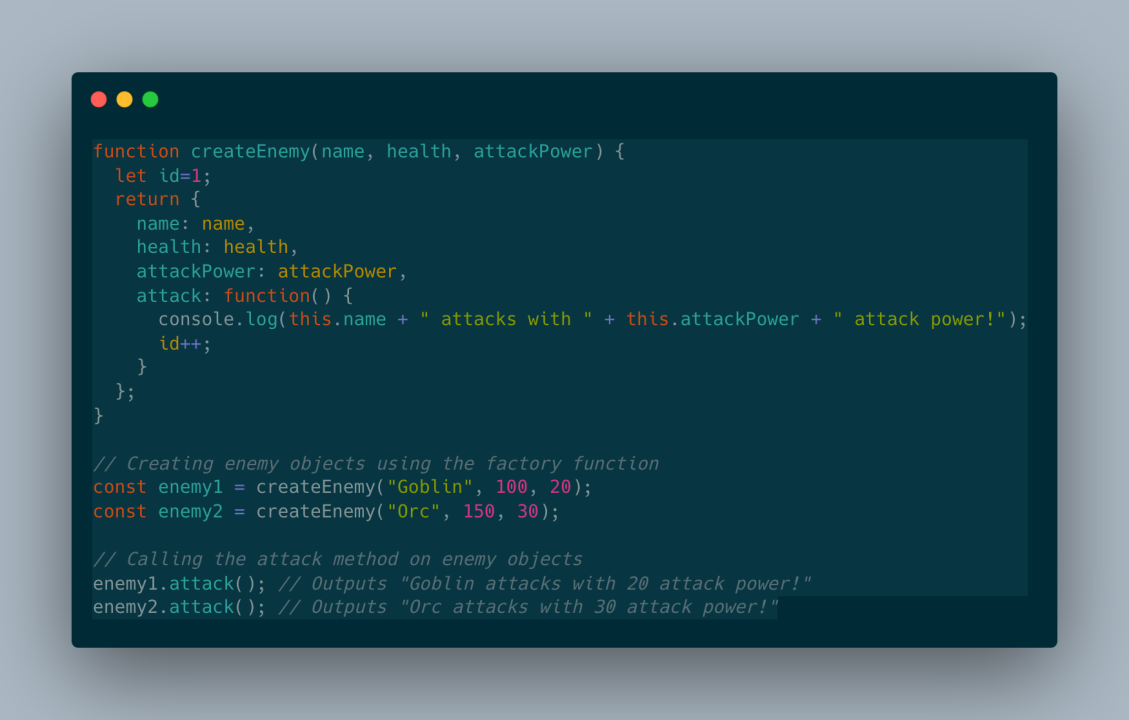 function createEnemy(name, health, attackPower) {
  let id=1;
  return {
    name: name,
    health: health,
    attackPower: attackPower,
    attack: function() {
      console.log(this.name + " attacks with " + this.attackPower + " attack power!");
      id++;
    }
  };
}

// Creating enemy objects using the factory function
const enemy1 = createEnemy("Goblin", 100, 20);
const enemy2 = createEnemy("Orc", 150, 30);

// Calling the attack method on enemy objects
enemy1.attack(); // Outputs "Goblin attacks with 20 attack power!"
enemy2.attack(); // Outputs "Orc attacks with 30 attack power!"